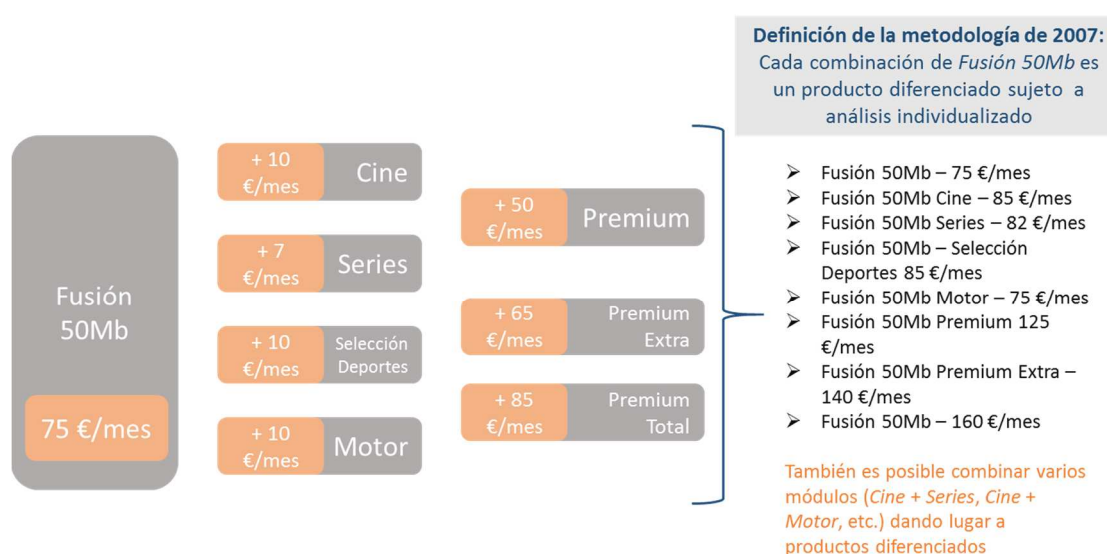 Definición de la metodología de 2007:
Cada combinación de Fusión 50Mb es
un producto diferenciado sujeto a
análisis individualizado
Fusión
50Mb
75 €/mes
+ 10
€/mes
Cine
+ 7
€/mes
Series
+ 10
€/mes
Selección
Deportes
+ 10
€/mes
Motor
+ 50
€/mes
Premium
+ 65
€/mes
Premium
Extra
+ 85
€/mes
Premium
Total
➢ Fusión 50Mb – 75 €/mes
➢ Fusión 50Mb Cine – 85 €/mes
➢ Fusión 50Mb Series – 82 €/mes
➢ Fusión 50Mb – Selección
Deportes 85 €/mes
➢ Fusión 50Mb Motor – 75 €/mes
➢ Fusión 50Mb Premium 125
€/mes
➢ Fusión 50Mb Premium Extra –
140 €/mes
➢ Fusión 50Mb – 160 €/mes
También es posible combinar varios
módulos (Cine + Series, Cine +
Motor, etc.) dando lugar a
productos diferenciados